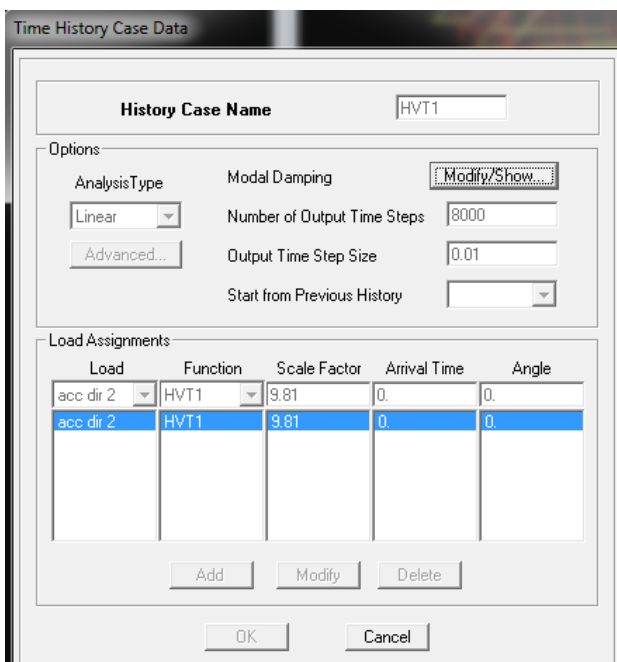 Time History Case Data
History Case Name HVT1
Options
AnalysisType Modal Damping Modify/Show...
Linear Number of Output Time Steps 8000
Advanced... Output Time Step Size 0.01
Start from Previous History
Load Assignments
Load Function Scale Factor Arrival Time Angle
acc dir 2 HVT1 9.81 0. 0.
acc dir 2 HVT1 9.81 0. 0.
Add Modify Delete
OK Cancel